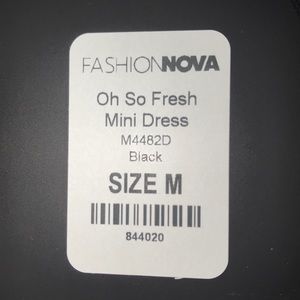 FASHIONNOVA
Oh So Fresh
Mini Dress
M4482D
Black
SIZE M
844020